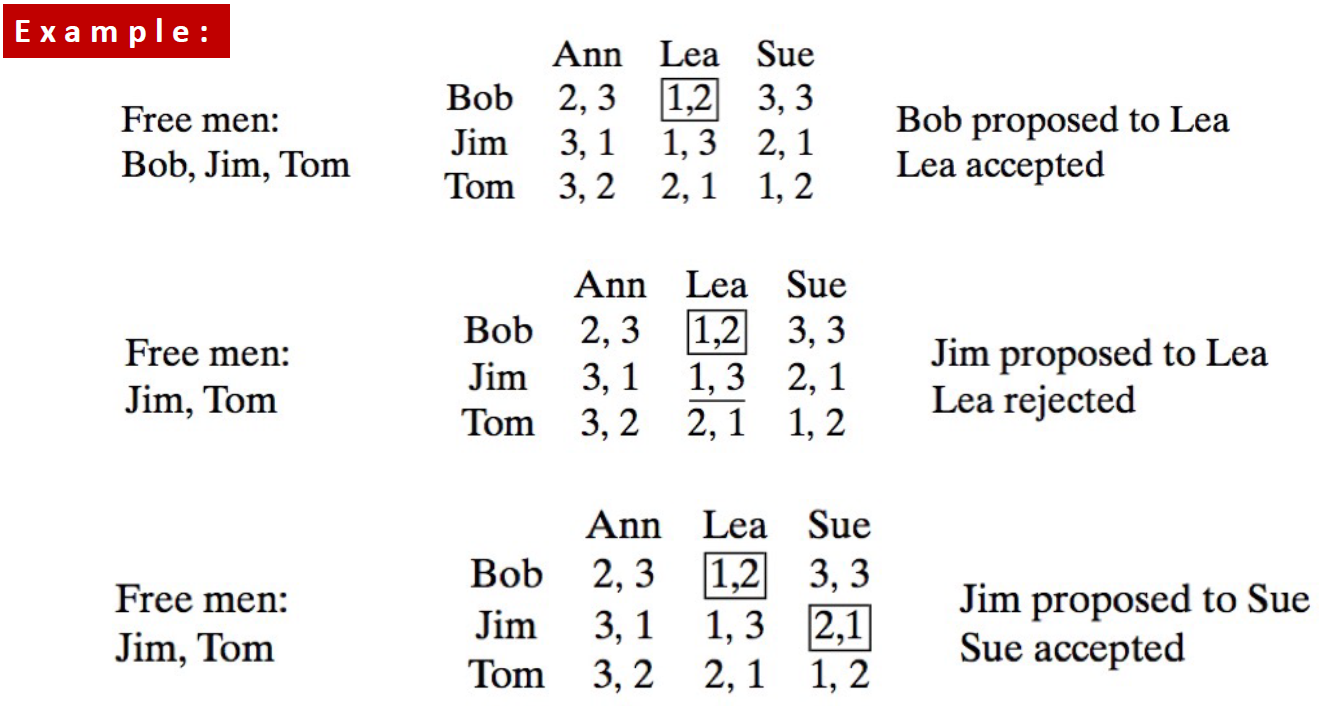 Example:
Ann Lea Sue
Free men:
Bob, Jim, Tom
Bob 2, 3 1,2 3, 3
Jim 3, 1 1, 3 2, 1
Tom 3, 2 2, 1 1, 2
Bob proposed to Lea
Lea accepted
Ann Lea Sue
Free men:
Jim, Tom
Bob 2, 3 1,2 3, 3
Jim 3, 1 1, 3 2, 1
Tom 3, 2 2, 1 1, 2
Jim proposed to Lea
Lea rejected
Ann Lea Sue
Free men:
Jim, Tom
Bob 2, 3 1,2 3, 3
Jim 3, 1 1, 3 2,1
Tom 3, 2 2, 1 1, 2
Jim proposed to Sue
Sue accepted